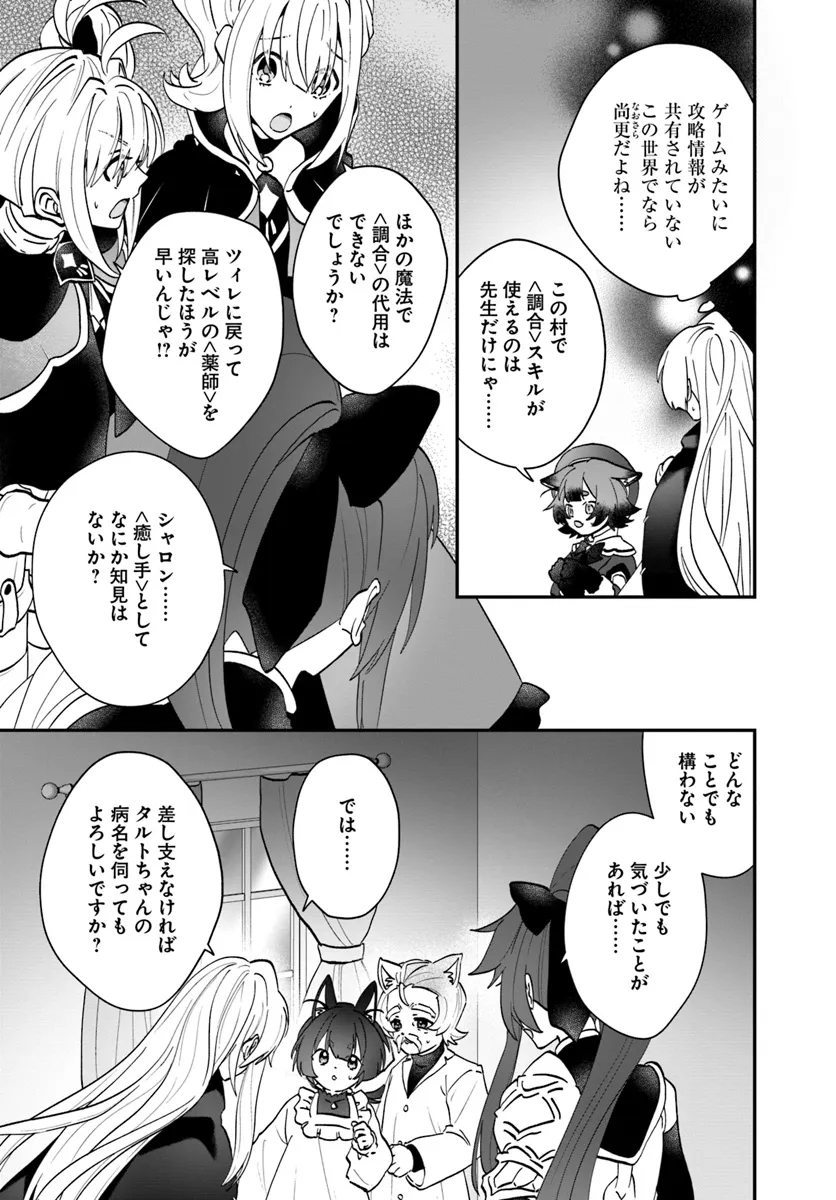 ゲームみたいに
攻略情報が
共有されていない
この世界でなら
尚更だよね……
なおさら
この村で
<調合>スキルが
使えるのは
先生だけにゃ……
ほかの魔法で
<調合>の代用は
できない
でしょうか?
ツィレに戻って
高レベルの<薬師>を
探したほうが
早いんじゃ!?
シャロン……
<癒し手>として
なにか知見は
ないか?
どんな
ことでも
構わない
少しでも
気づいたことが
あれば……
では……
差し支えなければ
タルトちゃんの
病名を伺っても
よろしいですか?